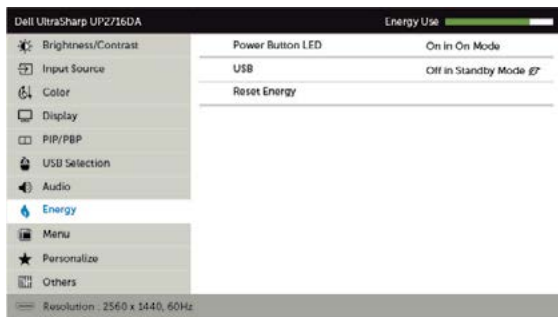 Dell UltraSharp UP2716DA Energy Use
Brightness/Contrast Power Button LED On in On Mode
Input Source USB Off in Standby Mode
Color Reset Energy
Display
PIP/PBP
USB Selection
Audio
Energy
Menu
Personalize
Others
Resolution : 2560 x 1440, 60Hz